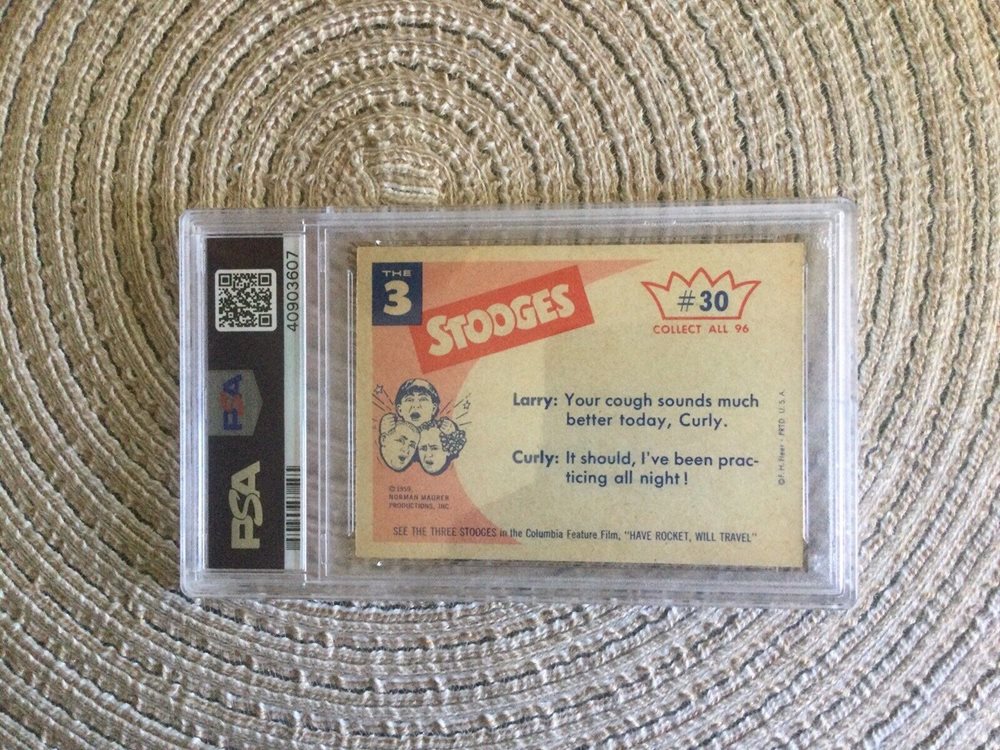 40903607
PSA
PSA
THE
3
STOOGES
#30
COLLECT ALL 96
Larry: Your cough sounds much
better today, Curly.
Curly: It should, I've been prac-
ticing all night!
© 1959,
NORMAN MAURER
PRODUCTIONS, INC.
SEE THE THREE STOOGES in the Columbia Feature Film, "HAVE ROCKET, WILL TRAVEL"
©F. H. Fleer - PRTD. U. S. A.